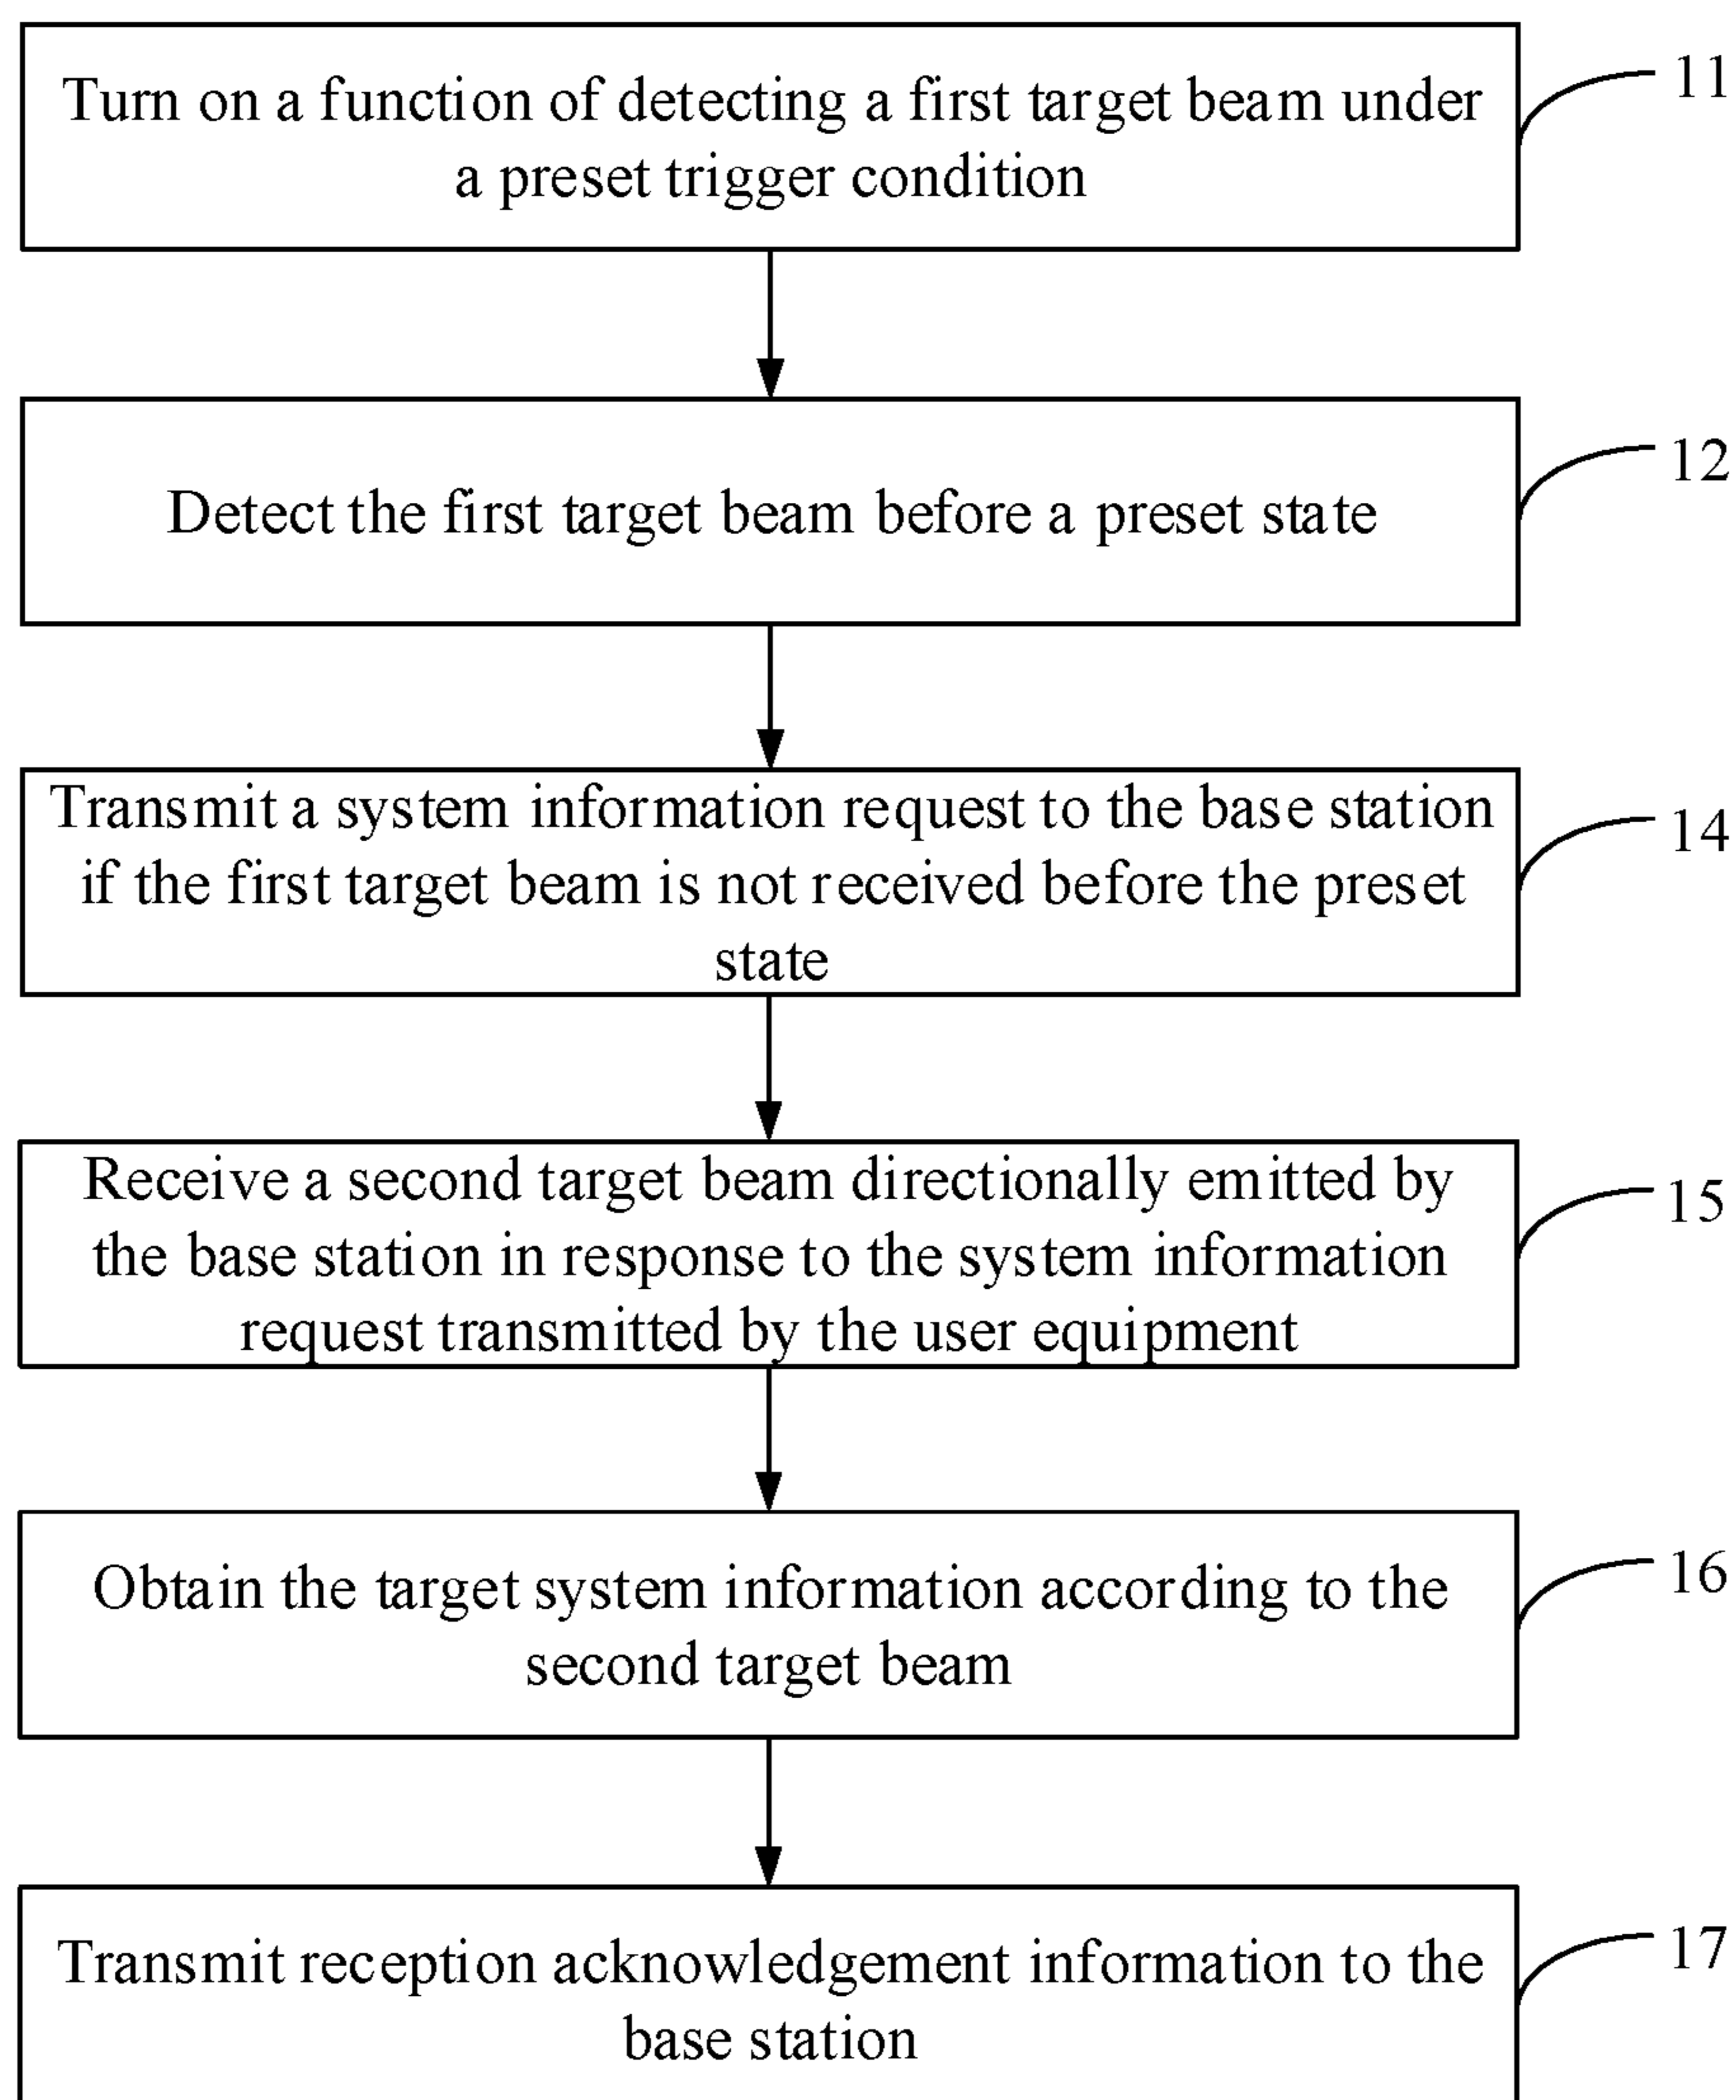 Turn on a function of detecting a first target beam under
a preset trigger condition
11
Detect the first target beam before a preset state
12
Transmit a system information request to the base station
if the first target beam is not received before the preset
state
14
Receive a second target beam directionally emitted by
the base station in response to the system information
request transmitted by the user equipment
15
Obtain the target system information according to the
second target beam
16
Transmit reception acknowledgement information to the
base station
17